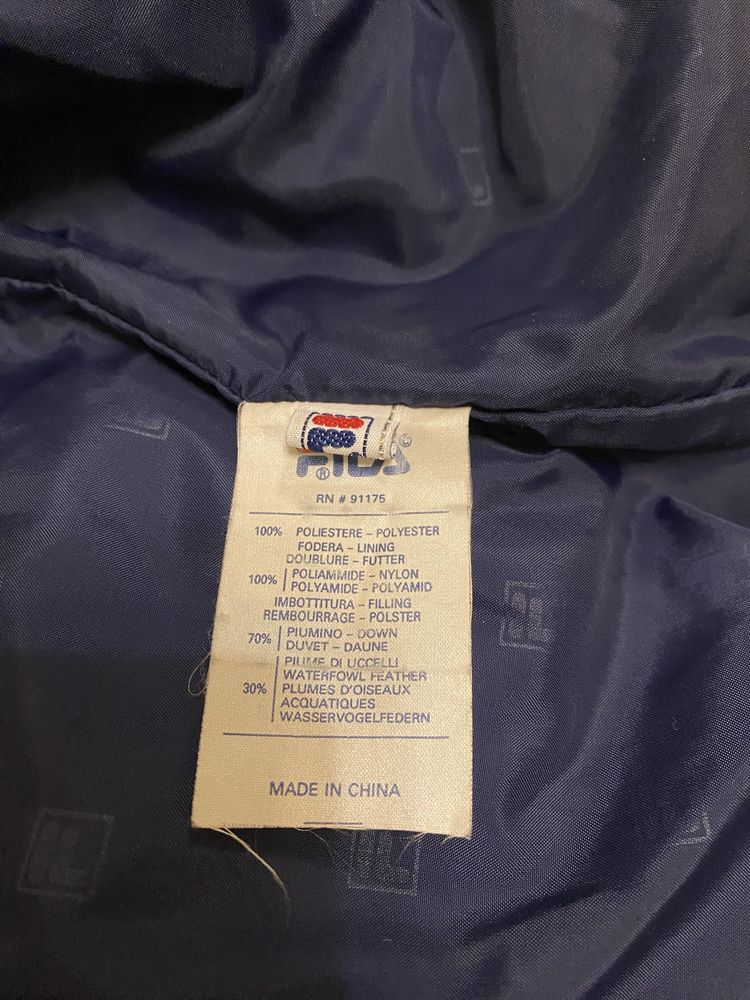 FILA
®
RN # 91175
100% POLIESTERE - POLYESTER
FODERA - LINING
DOUBLURE - FUTTER
100% POLIAMMIDE - NYLON
POLYAMIDE - POLYAMID
IMBOTTITURA - FILLING
REMBOURRAGE - POLSTER
70% PIUMINO - DOWN
DUVET - DAUNE
PIUME DI UCCELLI
WATERFOWL FEATHER
30% PLUMES D'OISEAUX
ACQUATIQUES
WASSERVOGELFEDERN
MADE IN CHINA